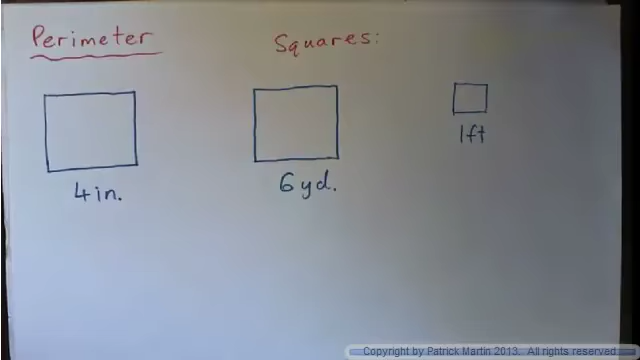 Perimeter
Squares:
4in.
6yd.
1ft
Copyright by Patrick Martin 2013. All rights reserved